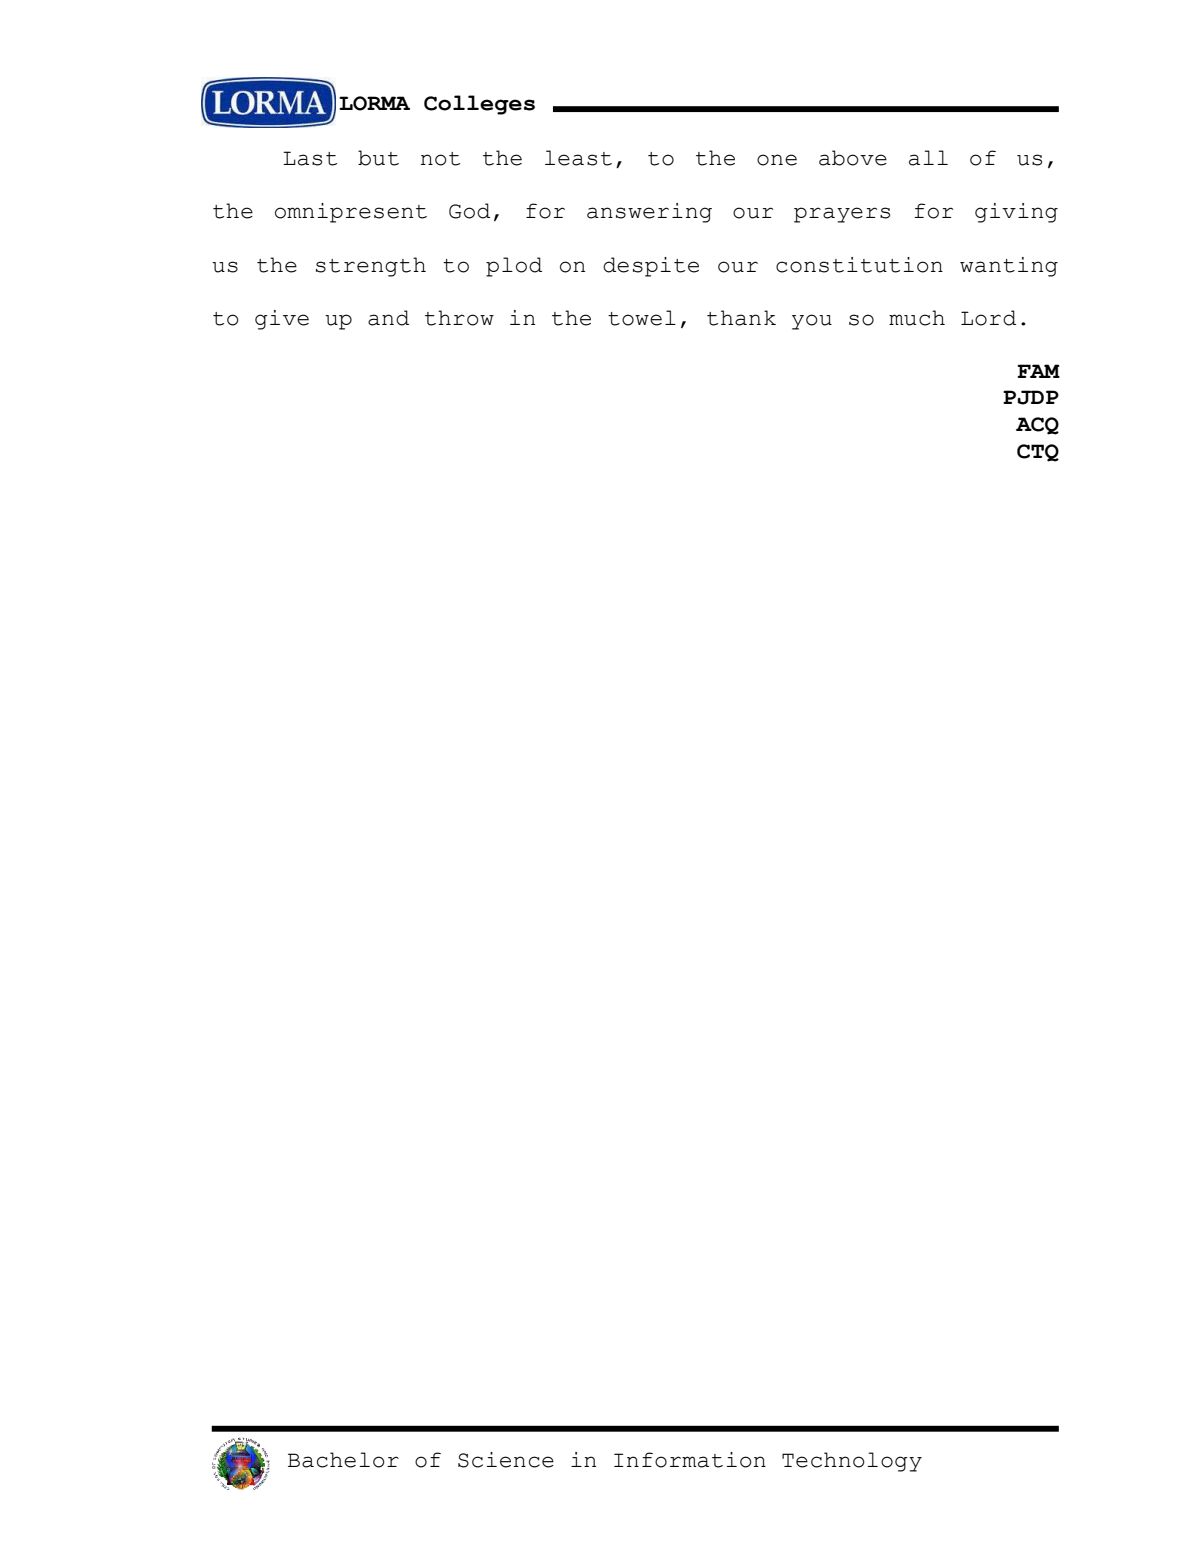 LORMA LORMA Colleges
Last but not the least, to the one above all of us,
the omnipresent God, for answering our prayers for giving
us the strength to plod on despite our constitution wanting
to give up and throw in the towel, thank you so much Lord.
FAM
PJDP
ACQ
CTQ
Bachelor of Science in Information Technology